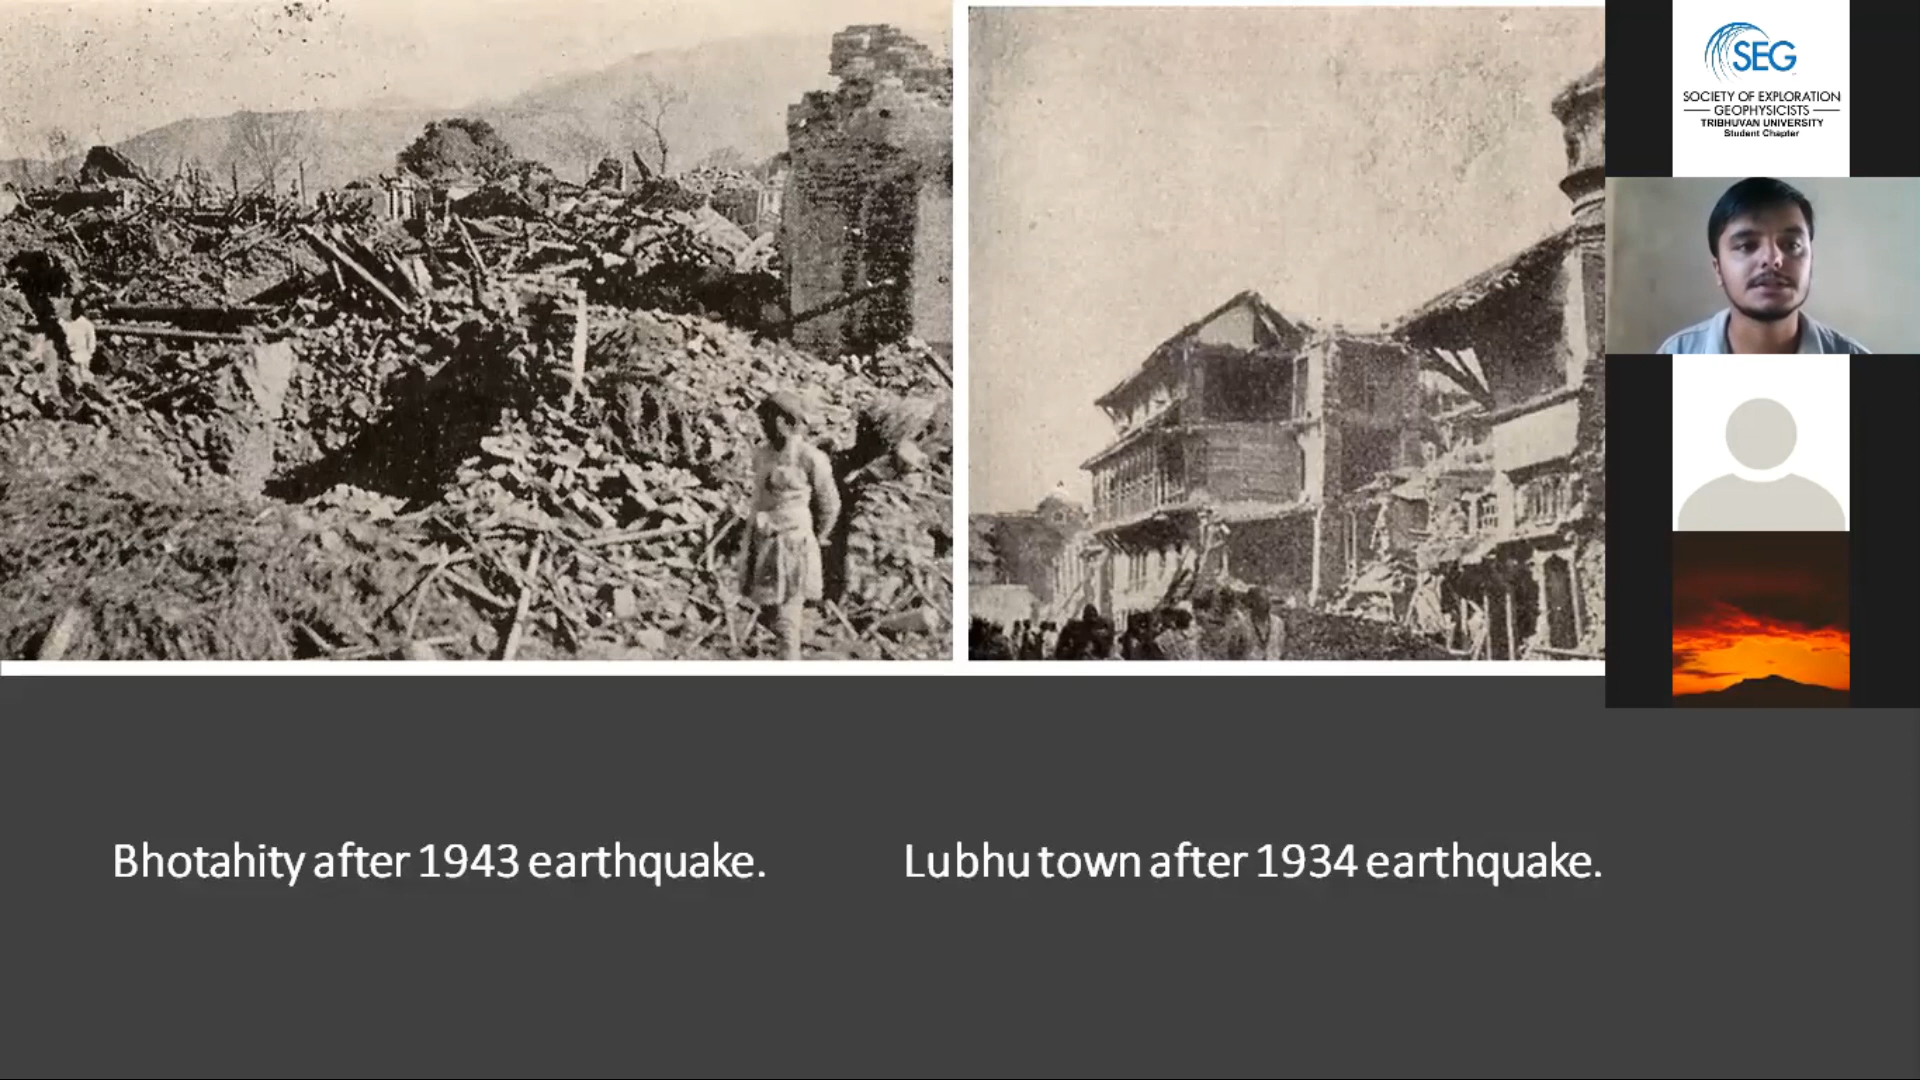 SEG
SOCIETY OF EXPLORATION
GEOPHYSICISTS
TRIBHUVAN UNIVERSITY
Student Chapter
Bhotahity after 1943 earthquake.
Lubhu town after 1934 earthquake.